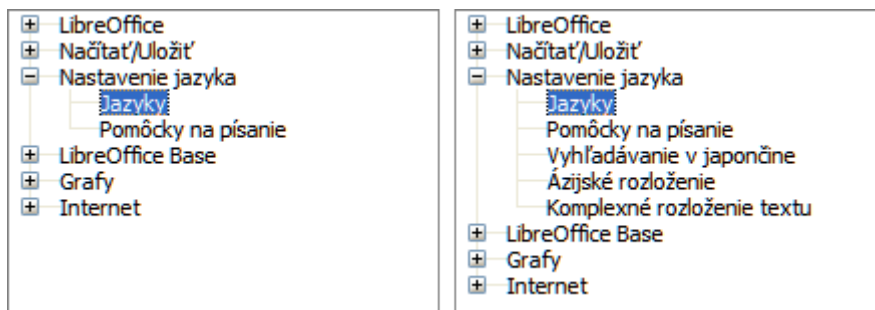 LibreOffice
Načítať/Uložiť
Nastavenie jazyka
Jazyky
Pomôcky na písanie
LibreOffice Base
Grafy
Internet
LibreOffice
Načítať/Uložiť
Nastavenie jazyka
Jazyky
Pomôcky na písanie
Vyhľadávanie v japončine
Ázijské rozloženie
Komplexné rozloženie textu
LibreOffice Base
Grafy
Internet